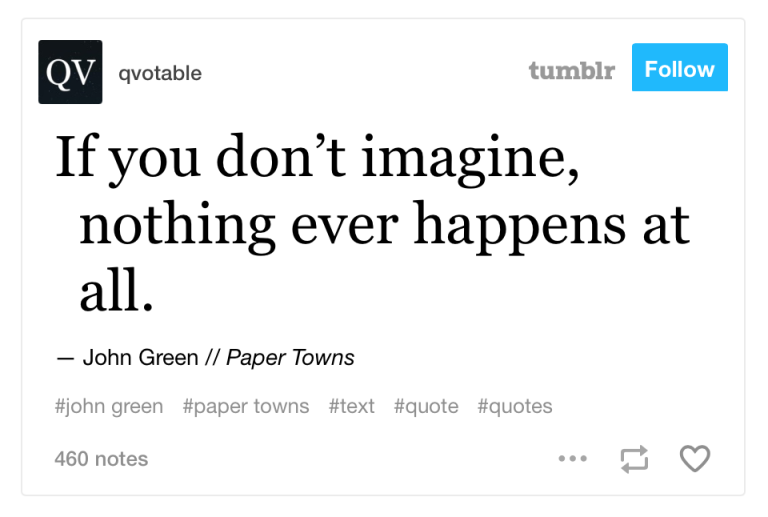 QV
qvotable
tumblr
Follow
If you don’t imagine,
nothing ever happens at
all.
— John Green // Paper Towns
#john green #paper towns #text #quote #quotes
460 notes